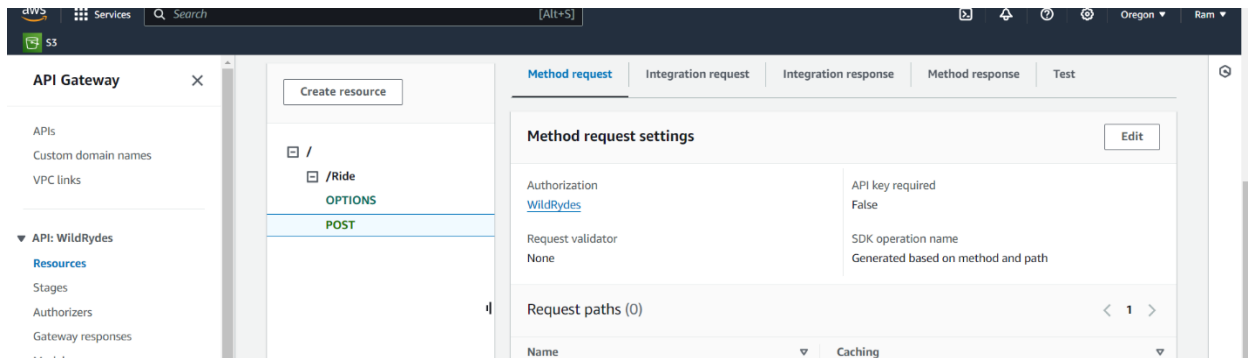 aws Services Search [Alt+S] Oregon ▼ Ram ▼
S3
API Gateway
APIs
Custom domain names
VPC links
▼ API: WildRydes
Resources
Stages
Authorizers
Gateway responses
Create resource
/
/Ride
OPTIONS
POST
Method request Integration request Integration response Method response Test
Method request settings Edit
Authorization
WildRydes
API key required
False
Request validator
None
SDK operation name
Generated based on method and path
Request paths (0) < 1 >
Name Caching